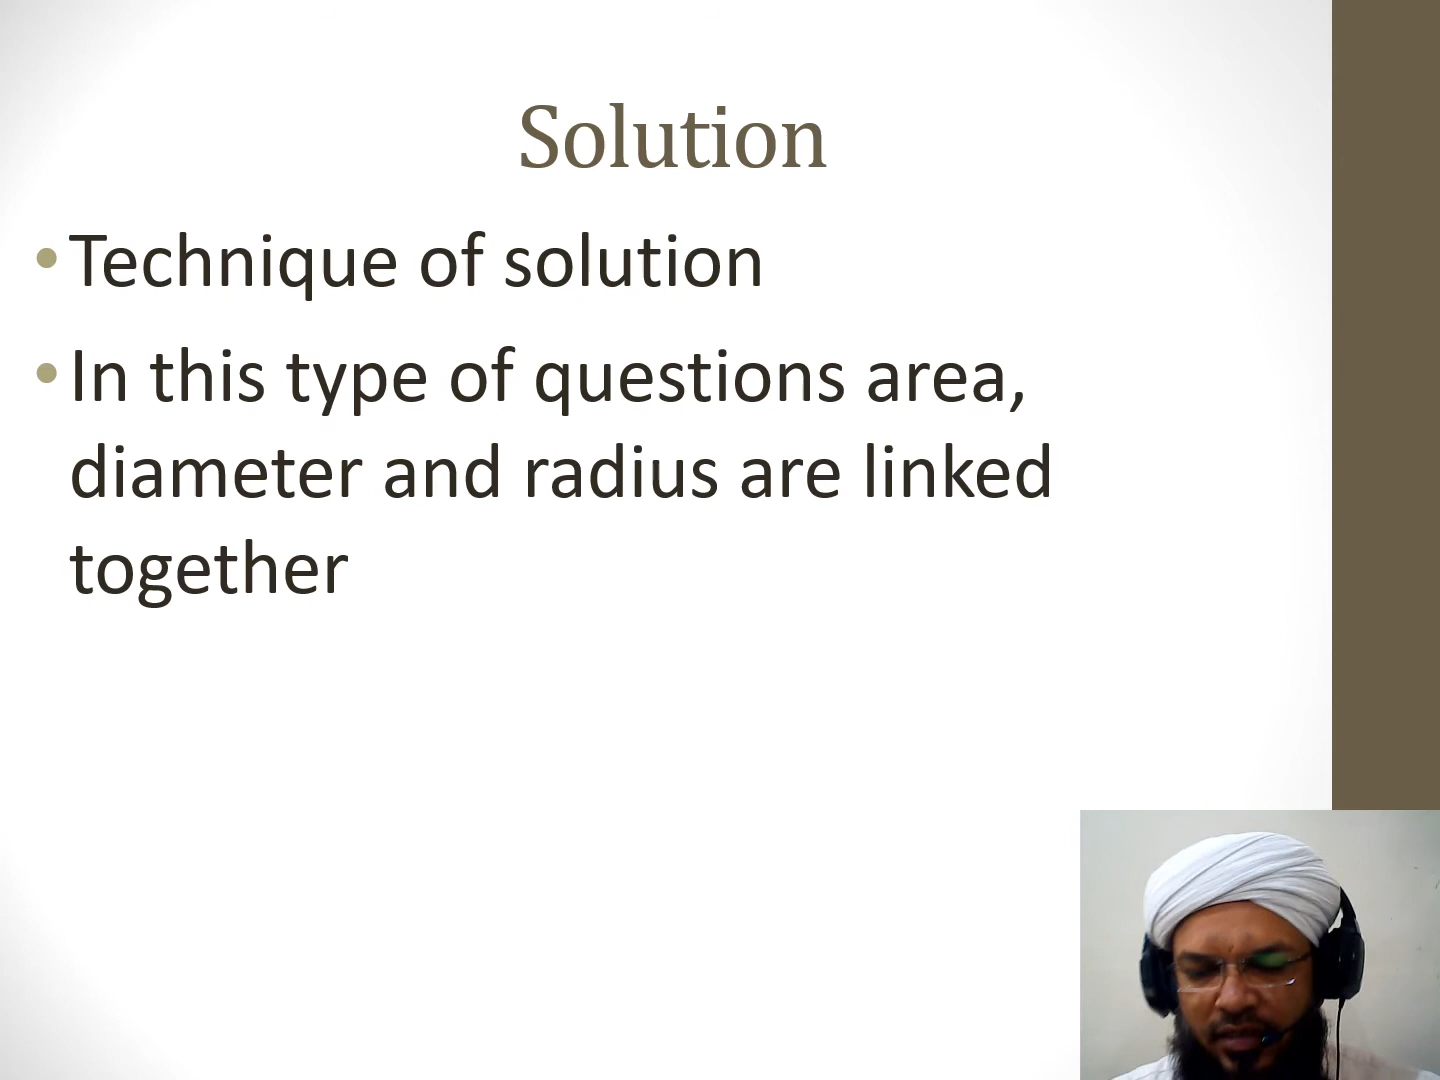 Solution
• Technique of solution
• In this type of questions area,
diameter and radius are linked
together